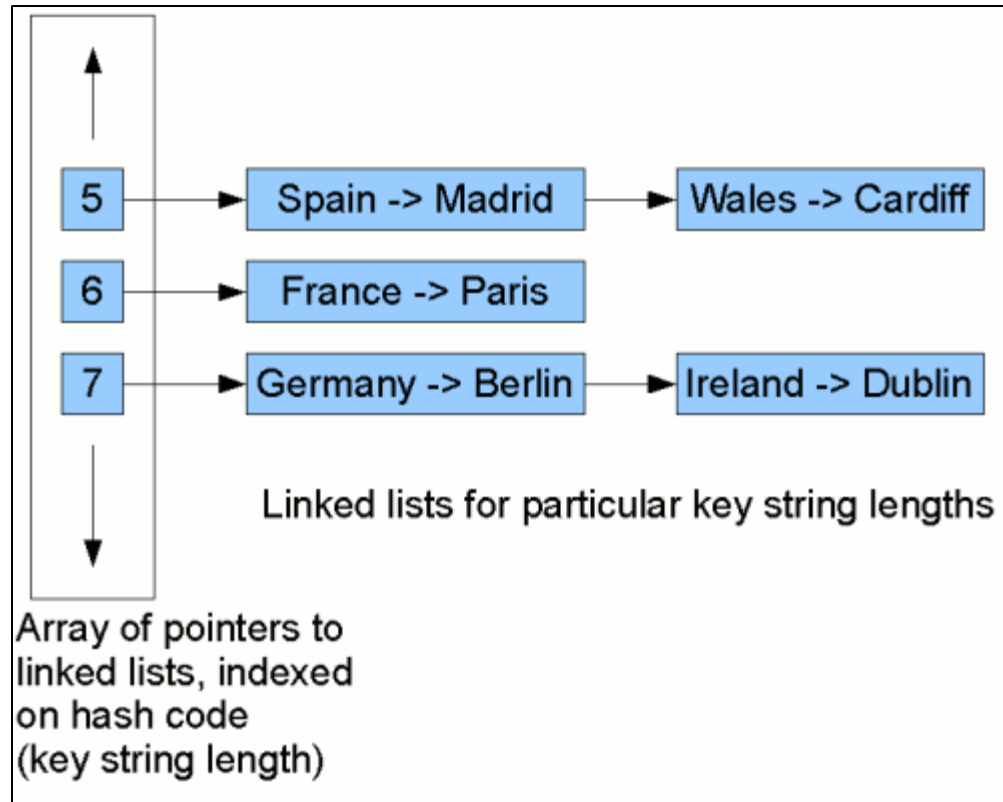 5
Spain -> Madrid
Wales -> Cardiff
6
France -> Paris
7
Germany -> Berlin
Ireland -> Dublin
Linked lists for particular key string lengths
Array of pointers to
linked lists, indexed
on hash code
(key string length)